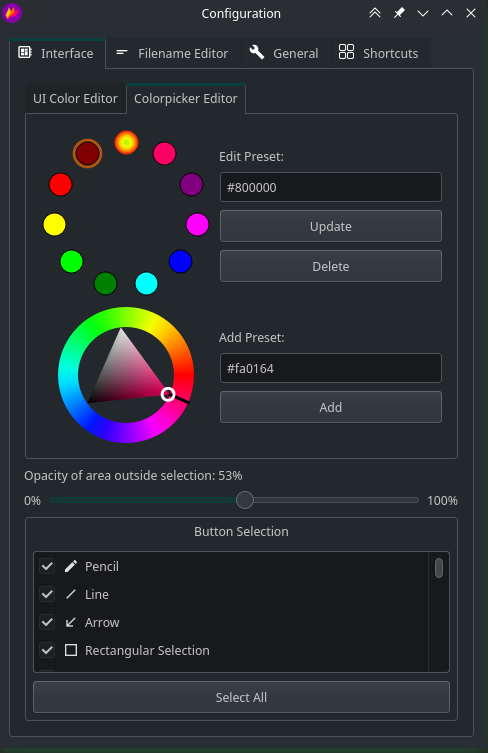 Configuration
Interface
Filename Editor
General
Shortcuts
UI Color Editor
Colorpicker Editor
Edit Preset:
#800000
Update
Delete
Add Preset:
#fa0164
Add
Opacity of area outside selection: 53%
0%
100%
Button Selection
Pencil
Line
Arrow
Rectangular Selection
Select All